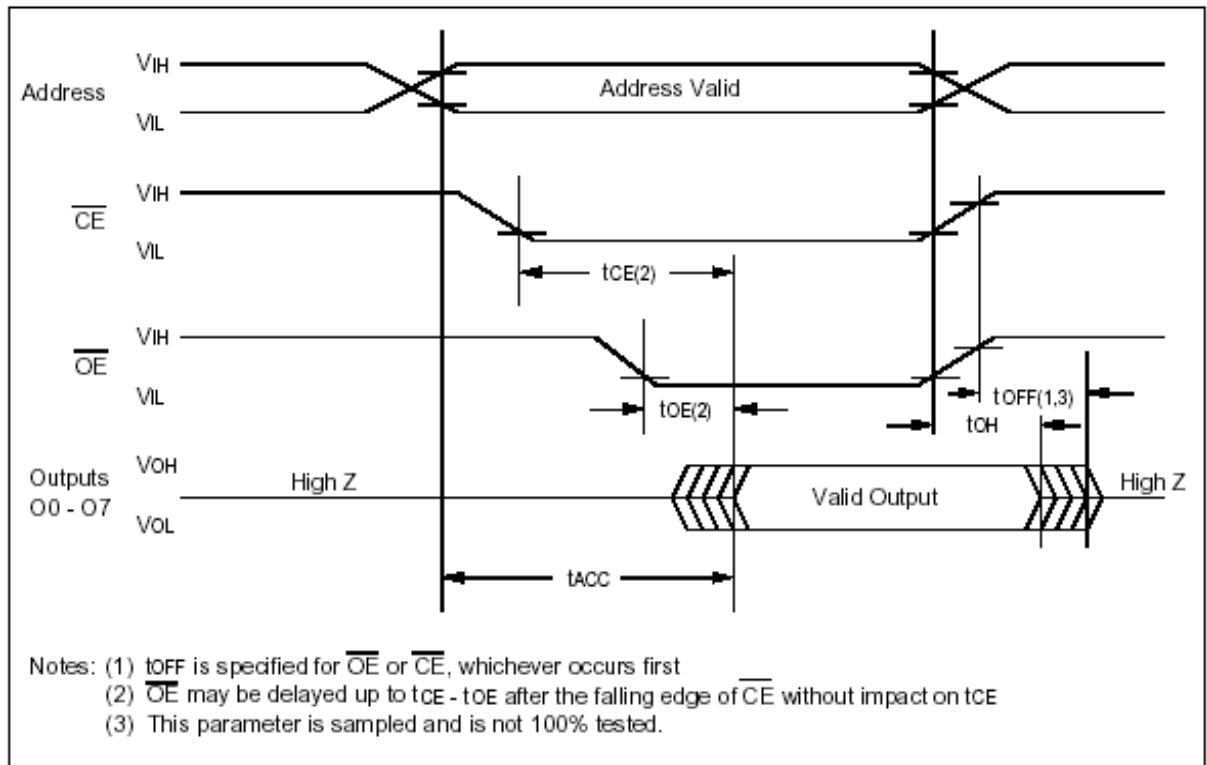 Address
VIH
VIL
Address Valid
CE
VIH
VIL
tCE(2)
OE
VIH
VIL
tOE(2)
tOFF(1,3)
tOH
Outputs
O0 - O7
VOH
VOL
High Z
Valid Output
High Z
tACC
Notes: (1) tOFF is specified for OE or CE, whichever occurs first
(2) OE may be delayed up to tCE - tOE after the falling edge of CE without impact on tCE
(3) This parameter is sampled and is not 100% tested.